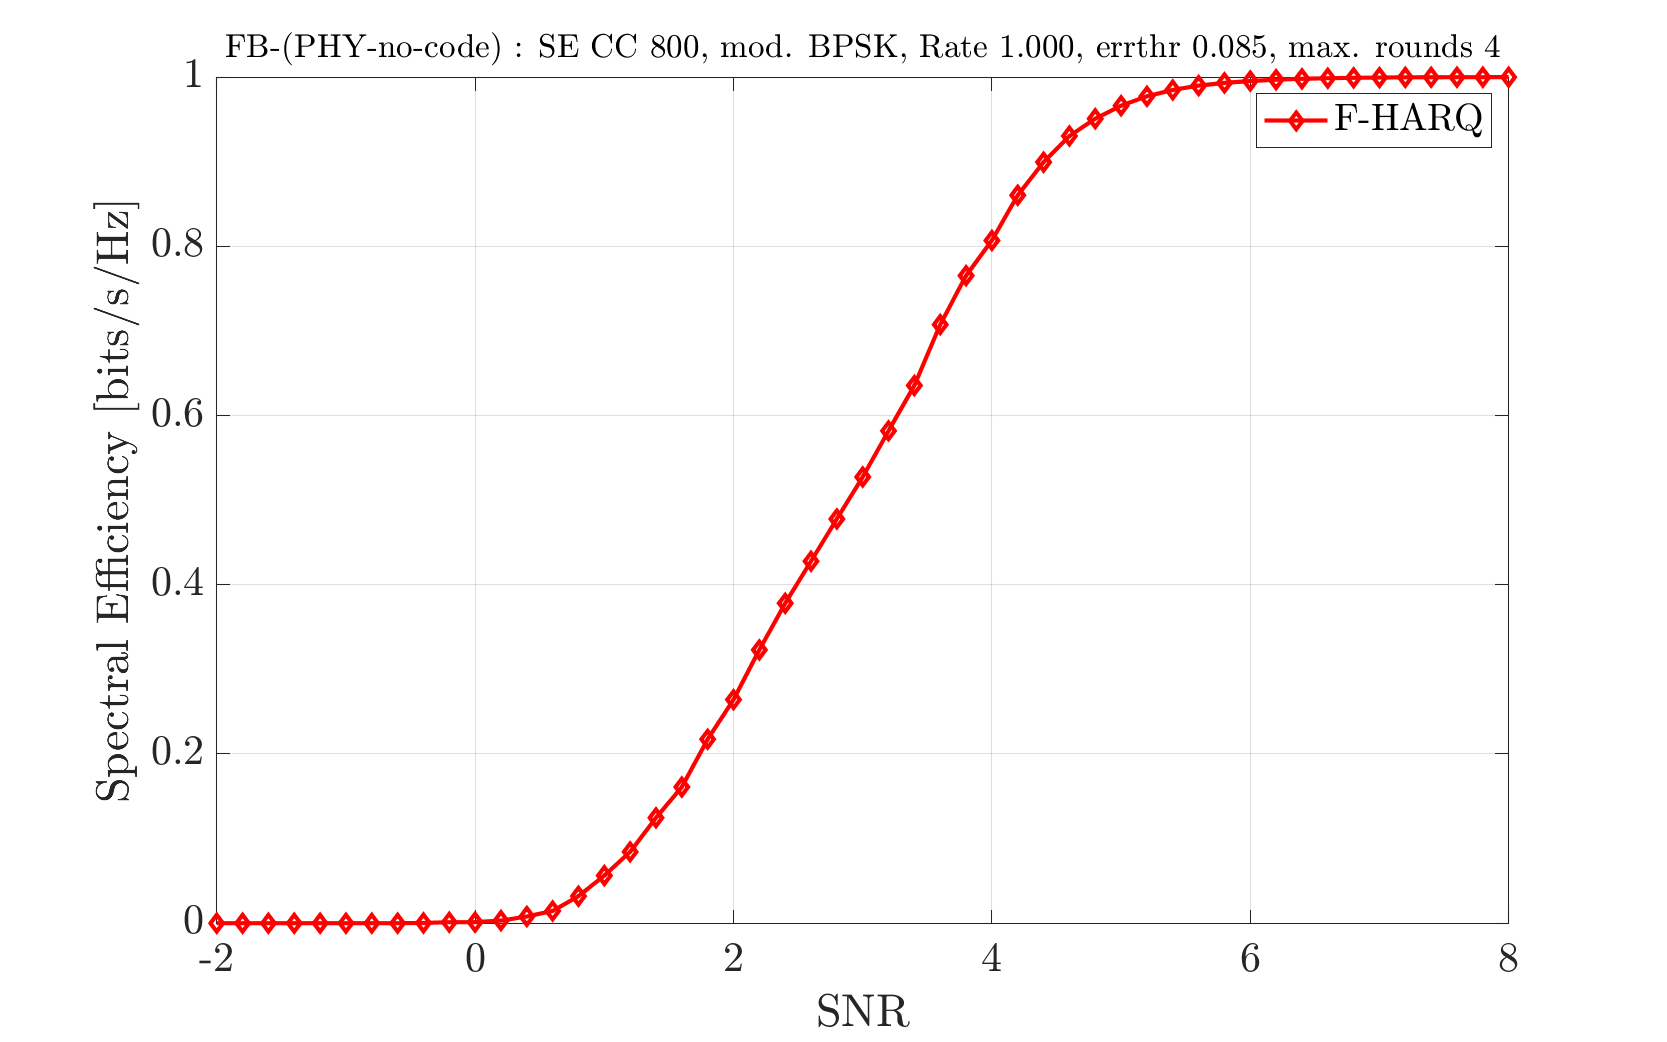 FB-(PHY-no-code) : SE CC 800, mod. BPSK, Rate 1.000, errthr 0.085, max. rounds 4
F-HARQ
Spectral Efficiency [bits/s/Hz]
1
0.8
0.6
0.4
0.2
0
-2 0 2 4 6 8
SNR